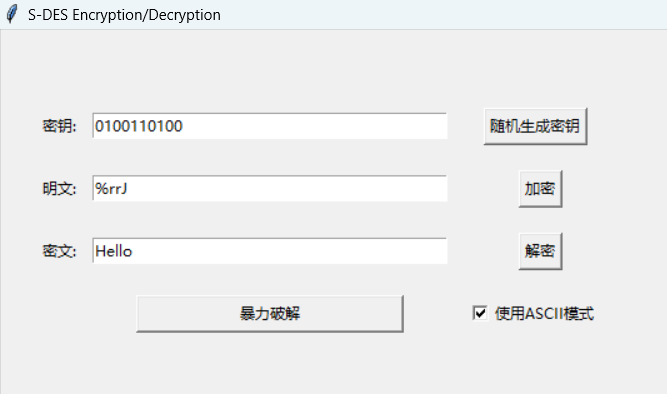 S-DES Encryption/Decryption
密钥: 0100110100 随机生成密钥
明文: %rrJ 加密
密文: Hello 解密
暴力破解 使用ASCII模式